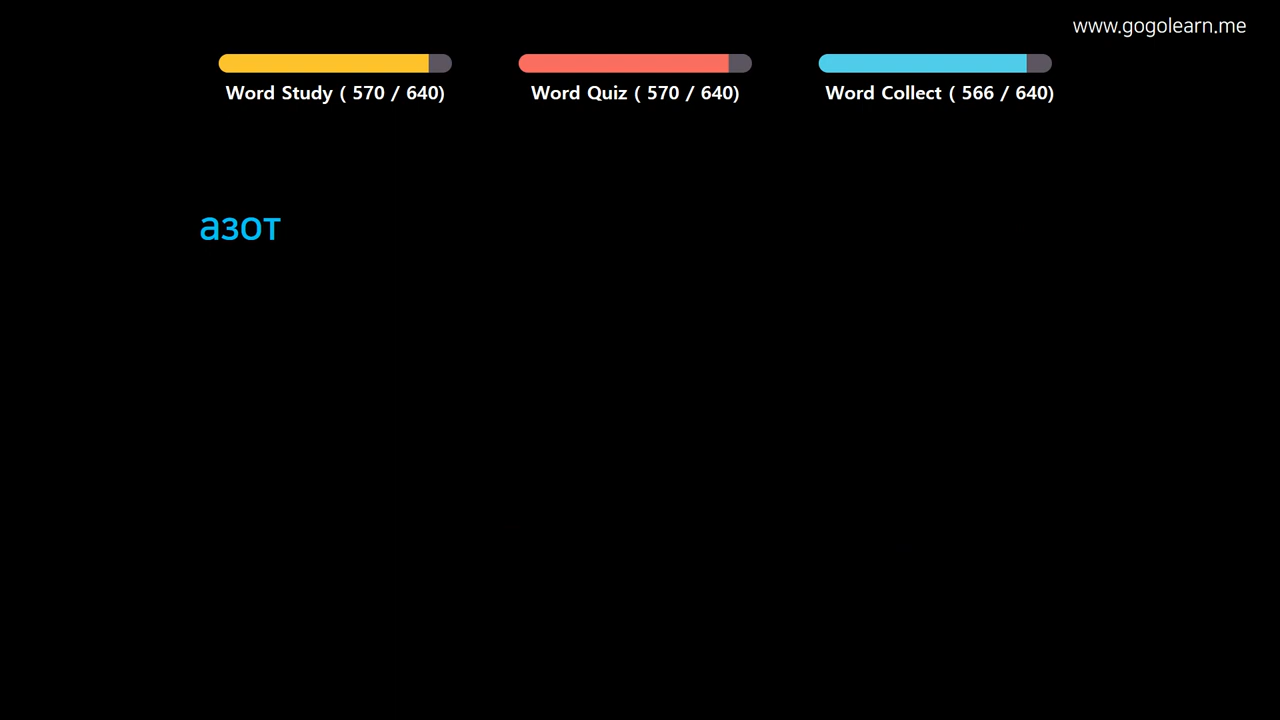 www.gogolearn.me
Word Study ( 570 / 640)
Word Quiz ( 570 / 640)
Word Collect ( 566 / 640)
азот